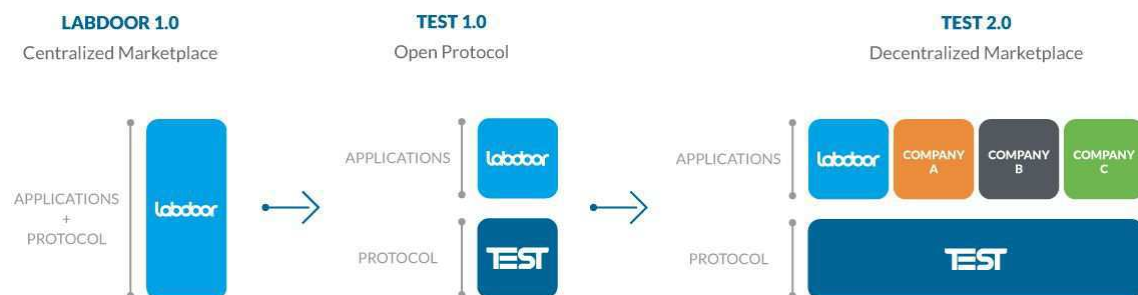 LABDOOR 1.0
Centralized Marketplace
APPLICATIONS
+
PROTOCOL
labdoor
TEST 1.0
Open Protocol
APPLICATIONS
labdoor
PROTOCOL
TEST
TEST 2.0
Decentralized Marketplace
APPLICATIONS
labdoor
COMPANY
A
COMPANY
B
COMPANY
C
PROTOCOL
TEST